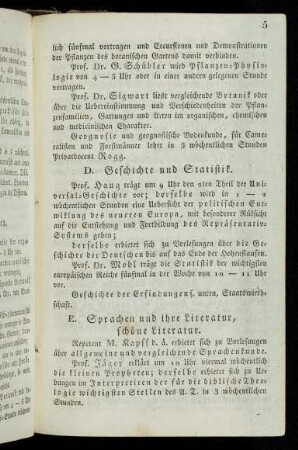 5
lich fünfmal vortragen und Excursionen und Demonstrationen
der Pflanzen des botanischen Gartens damit verbinden.
Prof. Dr. G. Schübler wird Pflanzen-Physio-
logie von 4 — 5 Uhr oder in einer andern gelegenen Stunde
vortragen.
Prof. Dr. Sigwart liest vergleichende Botanik oder
über die Uebereinstimmung und Verschiedenheiten der Pflan-
zenfamilien, Gattungen und Arten im organischen, chemischen
und medicinischen Charakter.
Geognosie und geognostische Bodenkunde, für Came-
ralisten und Forstmänner lehrt in 5 wöchentlichen Stunden
Privatdocent Rogg.
D. Geschichte und Statistik.
Prof. Haug trägt um 9 Uhr den 2ten Theil der Uni-
versal-Geschichte vor; derselbe wird in 1 — 2
wöchentlichen Stunden eine Uebersicht der politischen Ent-
wicklung des neueren Europa, mit besonderer Rücksicht
auf die Entstehung und Fortbildung des Repräsentativ-
Systems geben;
derselbe erbietet sich zu Vorlesungen über die Ge-
schichte der Deutschen bis auf das Ende der Hohenstaufen.
Prof. Dr. Mohl trägt die Statistik der wichtigsten
europäischen Reiche fünfmal in der Woche von 10 — 11 Uhr
vor.
Geschichte der Erfindungen s. unten, Staatswirth-
schaft.
E. Sprachen und ihre Literatur,
schöne Literatur.
Repetent M. Kapff d. ä. erbietet sich zu Vorlesungen
über allgemeine und vergleichende Sprachenkunde.
Prof. Jäger erklärt um 10 Uhr viermal wöchentlich
die kleinen Propheten; derselbe erbietet sich zu Ue-
bungen im Interpretiren der für die biblische Theo-
logie wichtigsten Stellen des A. T. in 3 wöchentlichen
Stunden.